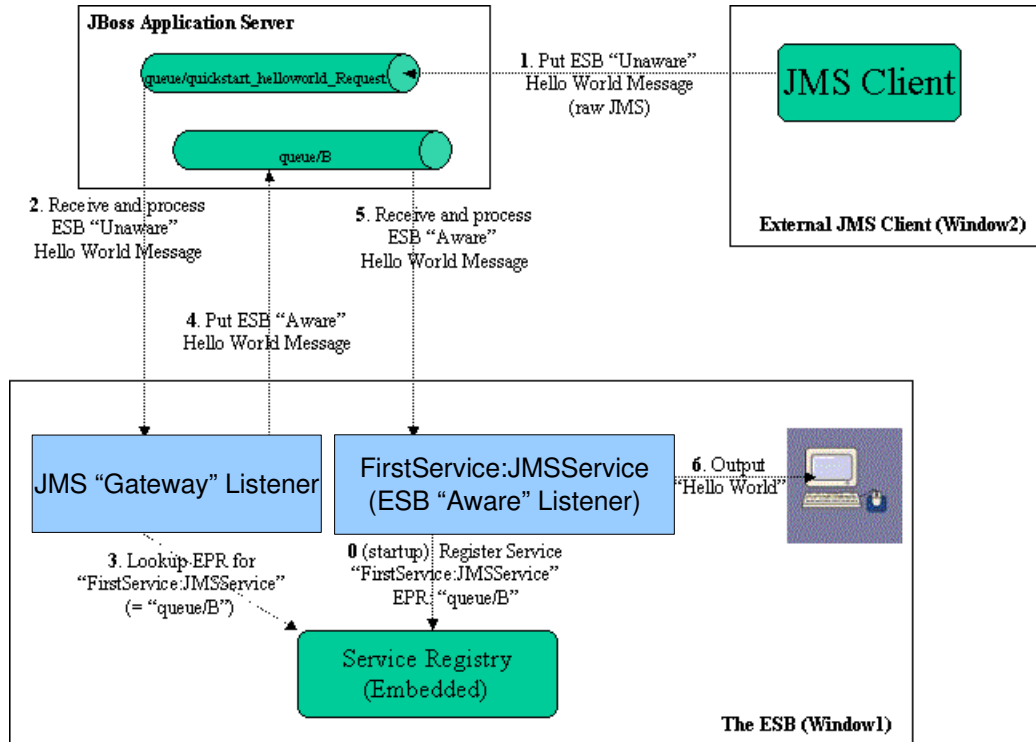 JBoss Application Server
queue/quickstart_helloworld_Request
queue/B
1. Put ESB “Unaware”
Hello World Message
(raw JMS)
JMS Client
External JMS Client (Window2)
2. Receive and process
ESB “Unaware”
Hello World Message
5. Receive and process
ESB “Aware”
Hello World Message
4. Put ESB “Aware”
Hello World Message
JMS “Gateway” Listener
FirstService:JMSService
(ESB “Aware” Listener)
6. Output
“Hello World”
3. Lookup EPR for
“FirstService:JMSService”
(= “queue/B”)
0 (startup) Register Service
“FirstService:JMSService”
EPR: “queue/B”
Service Registry
(Embedded)
The ESB (Window1)